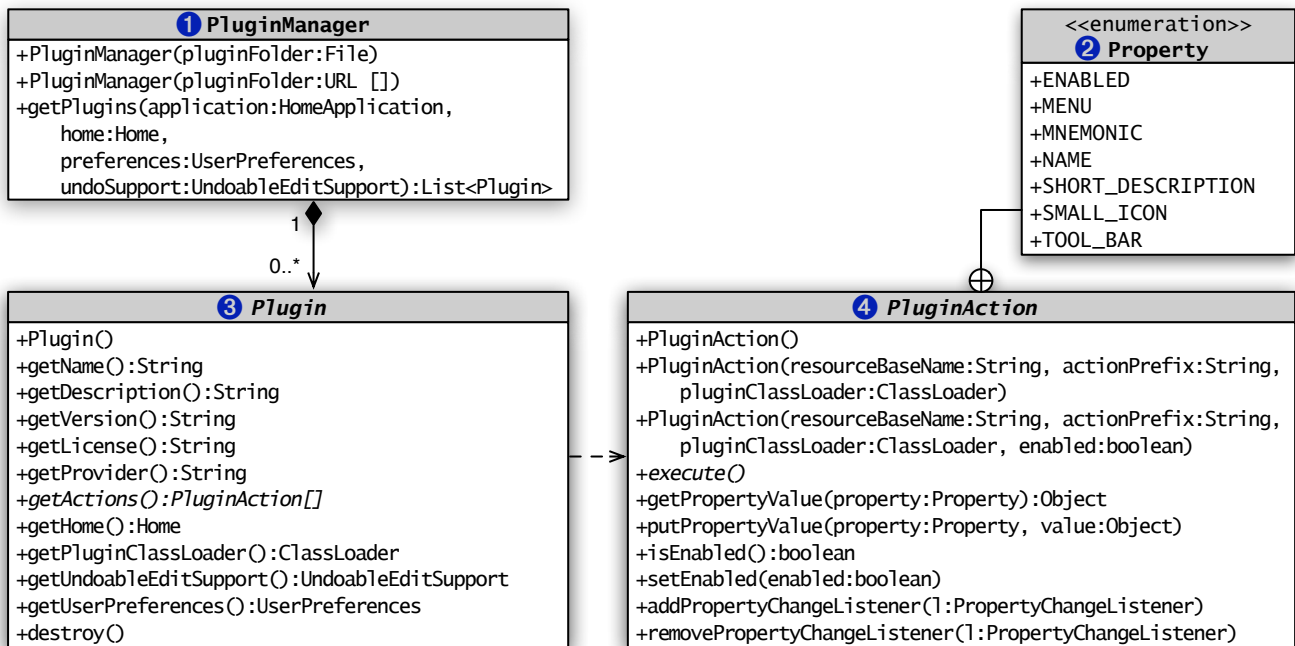 1 PluginManager
+PluginManager(pluginFolder:File)
+PluginManager(pluginFolder:URL [])
+getPlugins(application:HomeApplication,
home:Home,
preferences:UserPreferences,
undoSupport:UndoableEditSupport):List<Plugin>
<<enumeration>>
2 Property
+ENABLED
+MENU
+MNEMONIC
+NAME
+SHORT_DESCRIPTION
+SMALL_ICON
+TOOL_BAR
1
0..*
3 Plugin
+Plugin()
+getName():String
+getDescription():String
+getVersion():String
+getLicense():String
+getProvider():String
+getActions():PluginAction[]
+getHome():Home
+getPluginClassLoader():ClassLoader
+getUndoableEditSupport():UndoableEditSupport
+getUserPreferences():UserPreferences
+destroy()
4 PluginAction
+PluginAction()
+PluginAction(resourceBaseName:String, actionPrefix:String,
pluginClassLoader:ClassLoader)
+PluginAction(resourceBaseName:String, actionPrefix:String,
pluginClassLoader:ClassLoader, enabled:boolean)
+execute()
+getPropertyValue(property:Property):Object
+putPropertyValue(property:Property, value:Object)
+isEnabled():boolean
+setEnabled(enabled:boolean)
+addPropertyChangeListener(l:PropertyChangeListener)
+removePropertyChangeListener(l:PropertyChangeListener)